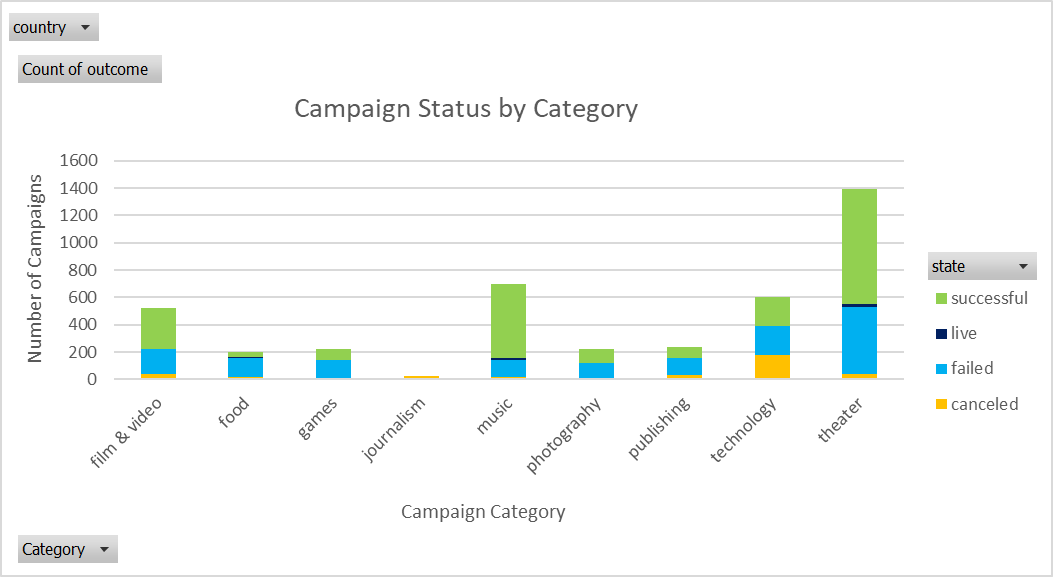 country
Count of outcome
Campaign Status by Category
Number of Campaigns
1600
1400
1200
1000
800
600
400
200
0
film & video
food
games
journalism
music
photography
publishing
technology
theater
Campaign Category
state
successful
live
failed
canceled
Category